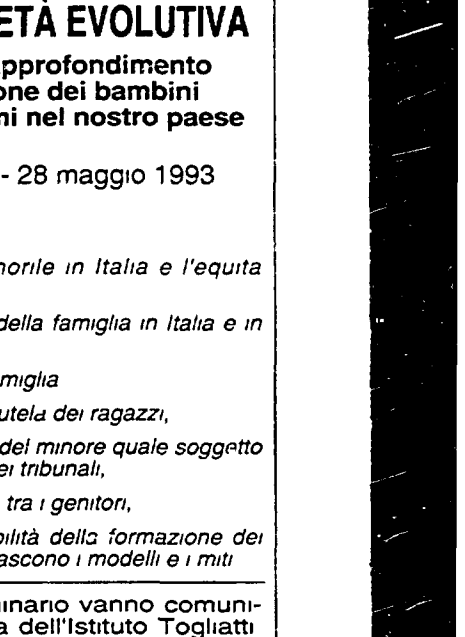 ETÀ EVOLUTIVA
pprofondimento
one dei bambini
ni nel nostro paese
- 28 maggio 1993
norile in Italia e l'equita
della famiglia in Italia e in
miglia
utela dei ragazzi,
del minore quale soggetto
ei tribunali,
tra i genitori,
bilità della formazione dei
ascono i modelli e i miti
inario vanno comuni-
a dell'Istituto Togliatti